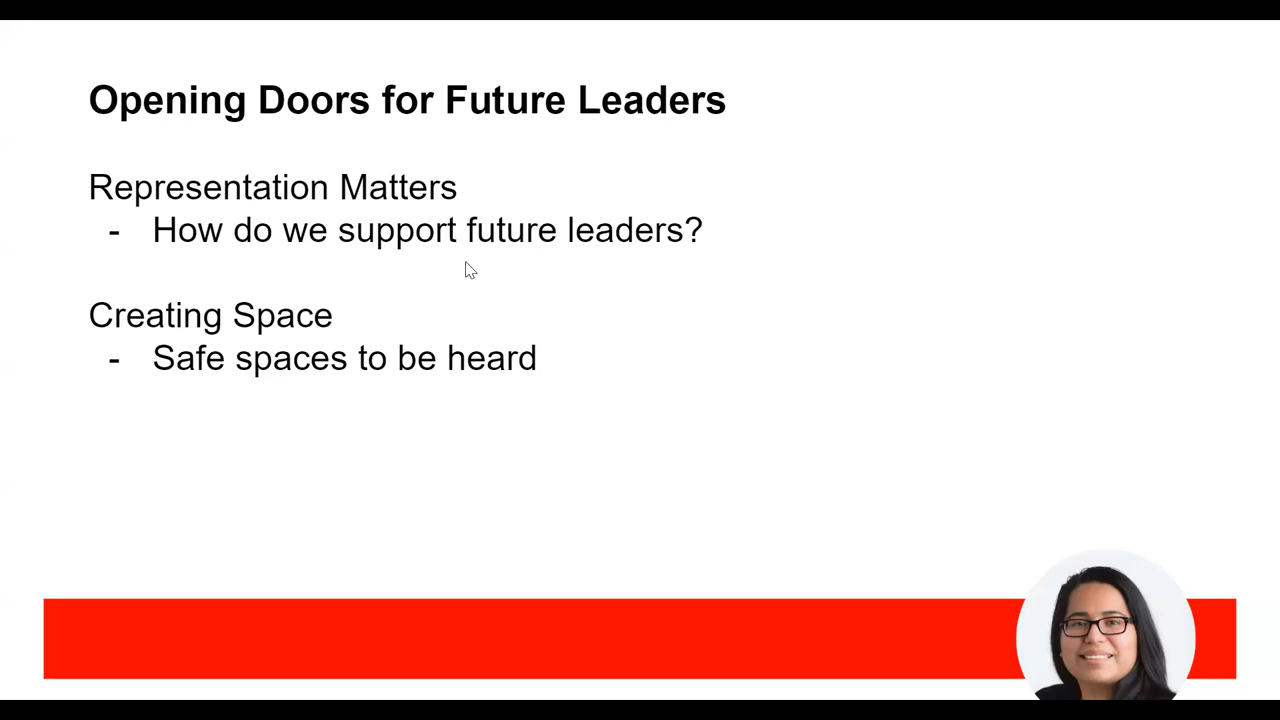 Opening Doors for Future Leaders
Representation Matters
- How do we support future leaders?
Creating Space
- Safe spaces to be heard